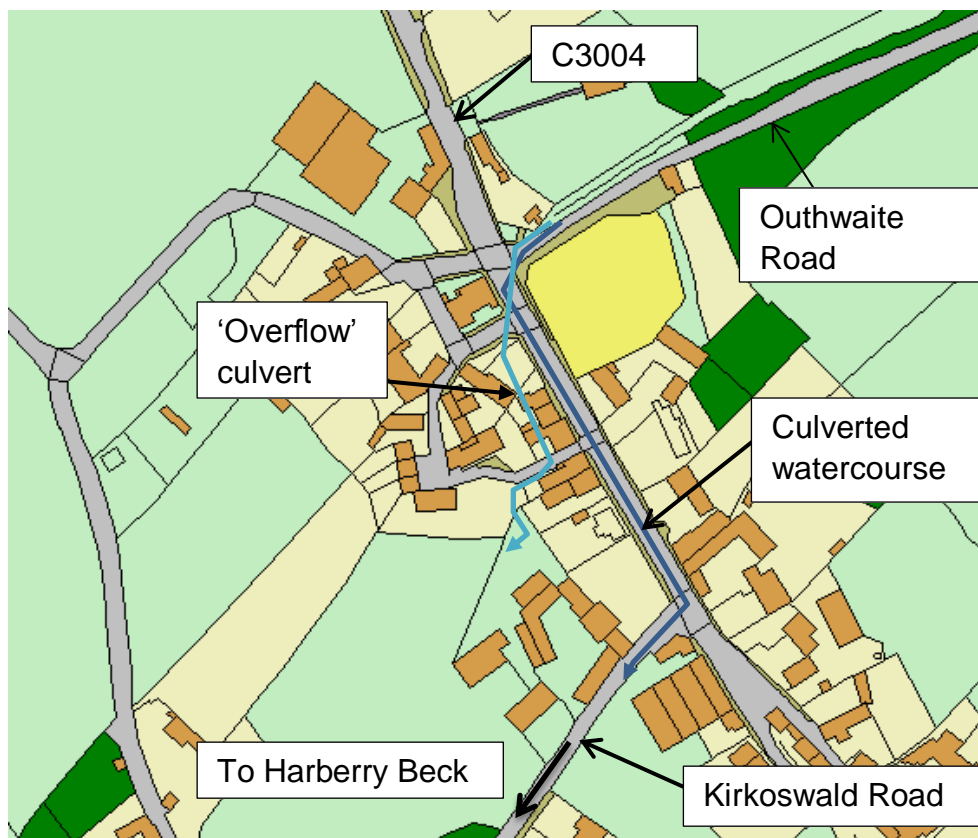 C3004
Outhwaite
Road
‘Overflow’
culvert
Culverted
watercourse
To Harberry Beck
Kirkoswald Road